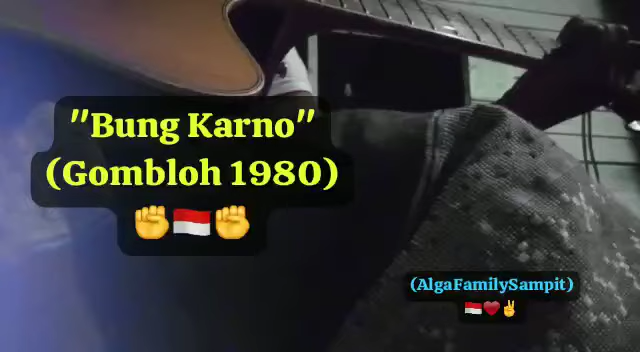 "Bung Karno"
(Gombloh 1980)
✊🇮🇩✊
(AlgaFamilySampit)
🇮🇩❤️✌️